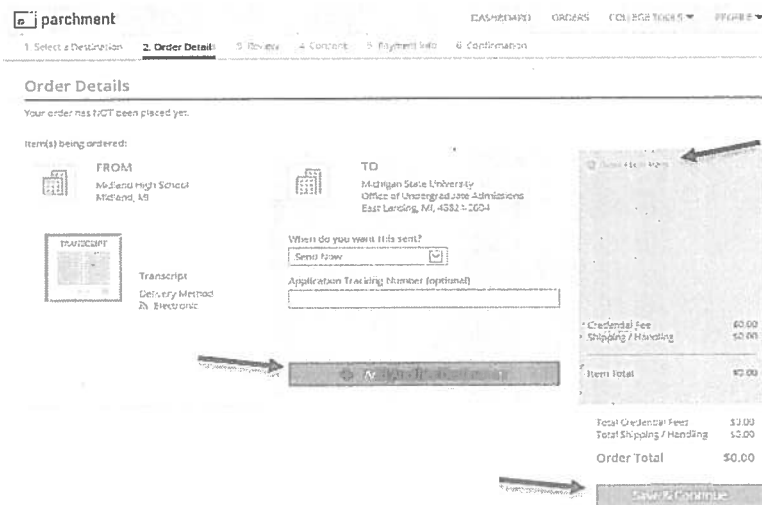 parchment
DASHBOARD ORDERS COLLEGE TOOLS PROFILE
1 Select a Destination 2. Order Details 3 Review 4 Consent 5 Payment Info 6 Confirmation
Order Details
Your order has NOT been placed yet.
Item(s) being ordered:
FROM
Midland High School
Midland, MI
TO
Michigan State University
Office of Undergraduate Admissions
East Lansing, MI, 48824-2604
TRANSCRIPT
Transcript
Delivery Method
Electronic
When do you want this sent?
Send Now
Application Tracking Number (optional)
Credential Fee $0.00
Shipping / Handling $0.00
Item Total $0.00
Total Credential Fees $0.00
Total Shipping / Handling $0.00
Order Total $0.00
Save & Continue